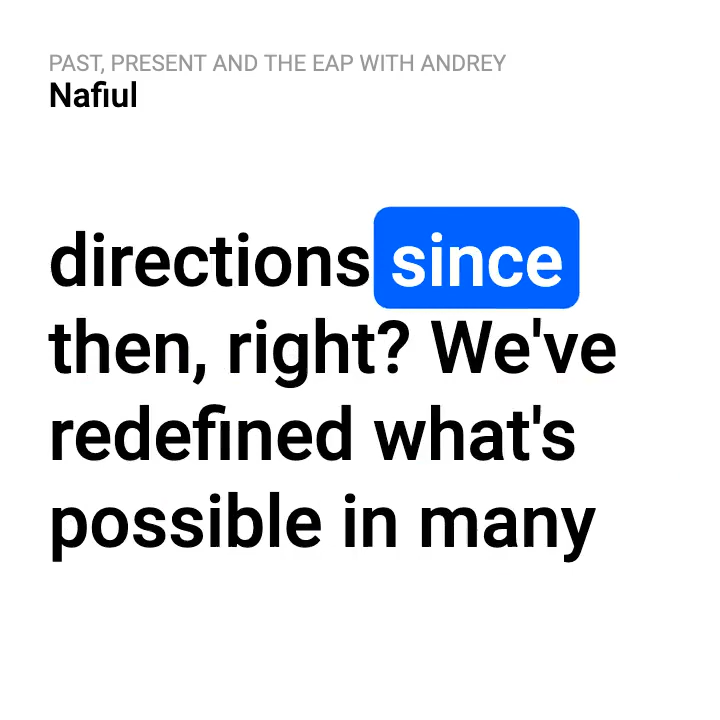 PAST, PRESENT AND THE EAP WITH ANDREY
Nafiul
directions since
then, right? We've
redefined what's
possible in many